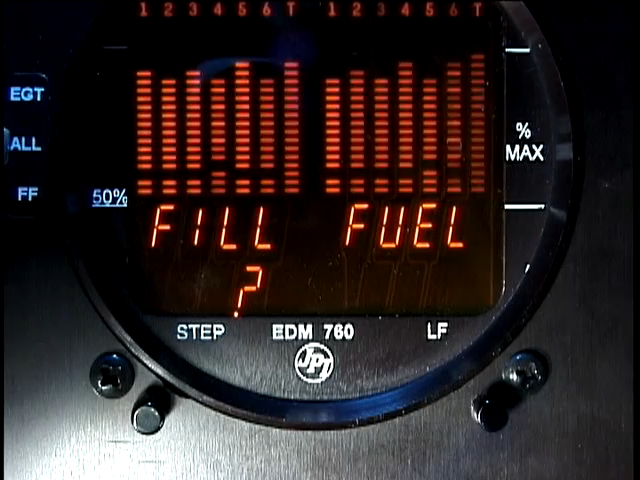 1 2 3 4 5 6 T 1 2 3 4 5 6 T
EGT
% MAX
ALL
FF
50%
FILL FUEL
?
STEP EDM 760 LF
JPI